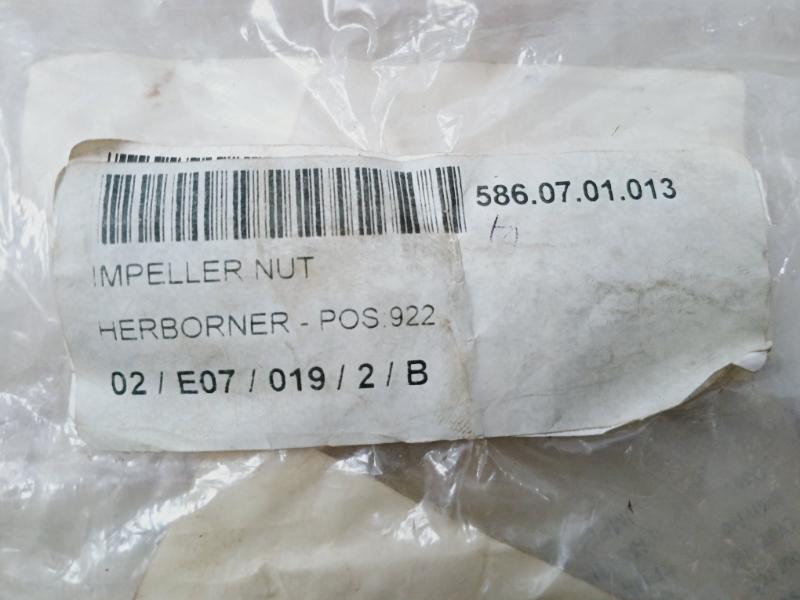 586.07.01.013
IMPELLER NUT
HERBORNER - POS.922
02 / E07 / 019 / 2 / B